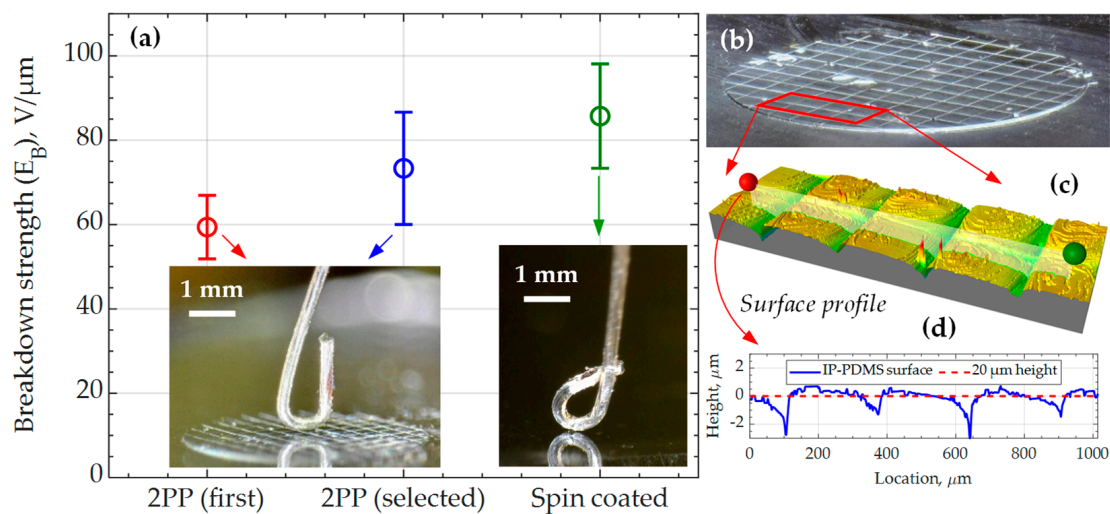 (a)
Breakdown strength (E_B), V/µm
100
80
60
40
20
0
1 mm
1 mm
2PP (first)
2PP (selected)
Spin coated
(b)
(c)
Surface profile
(d)
IP-PDMS surface
20 µm height
Height, µm
2
0
-2
0
200
400
600
800
1000
Location, µm